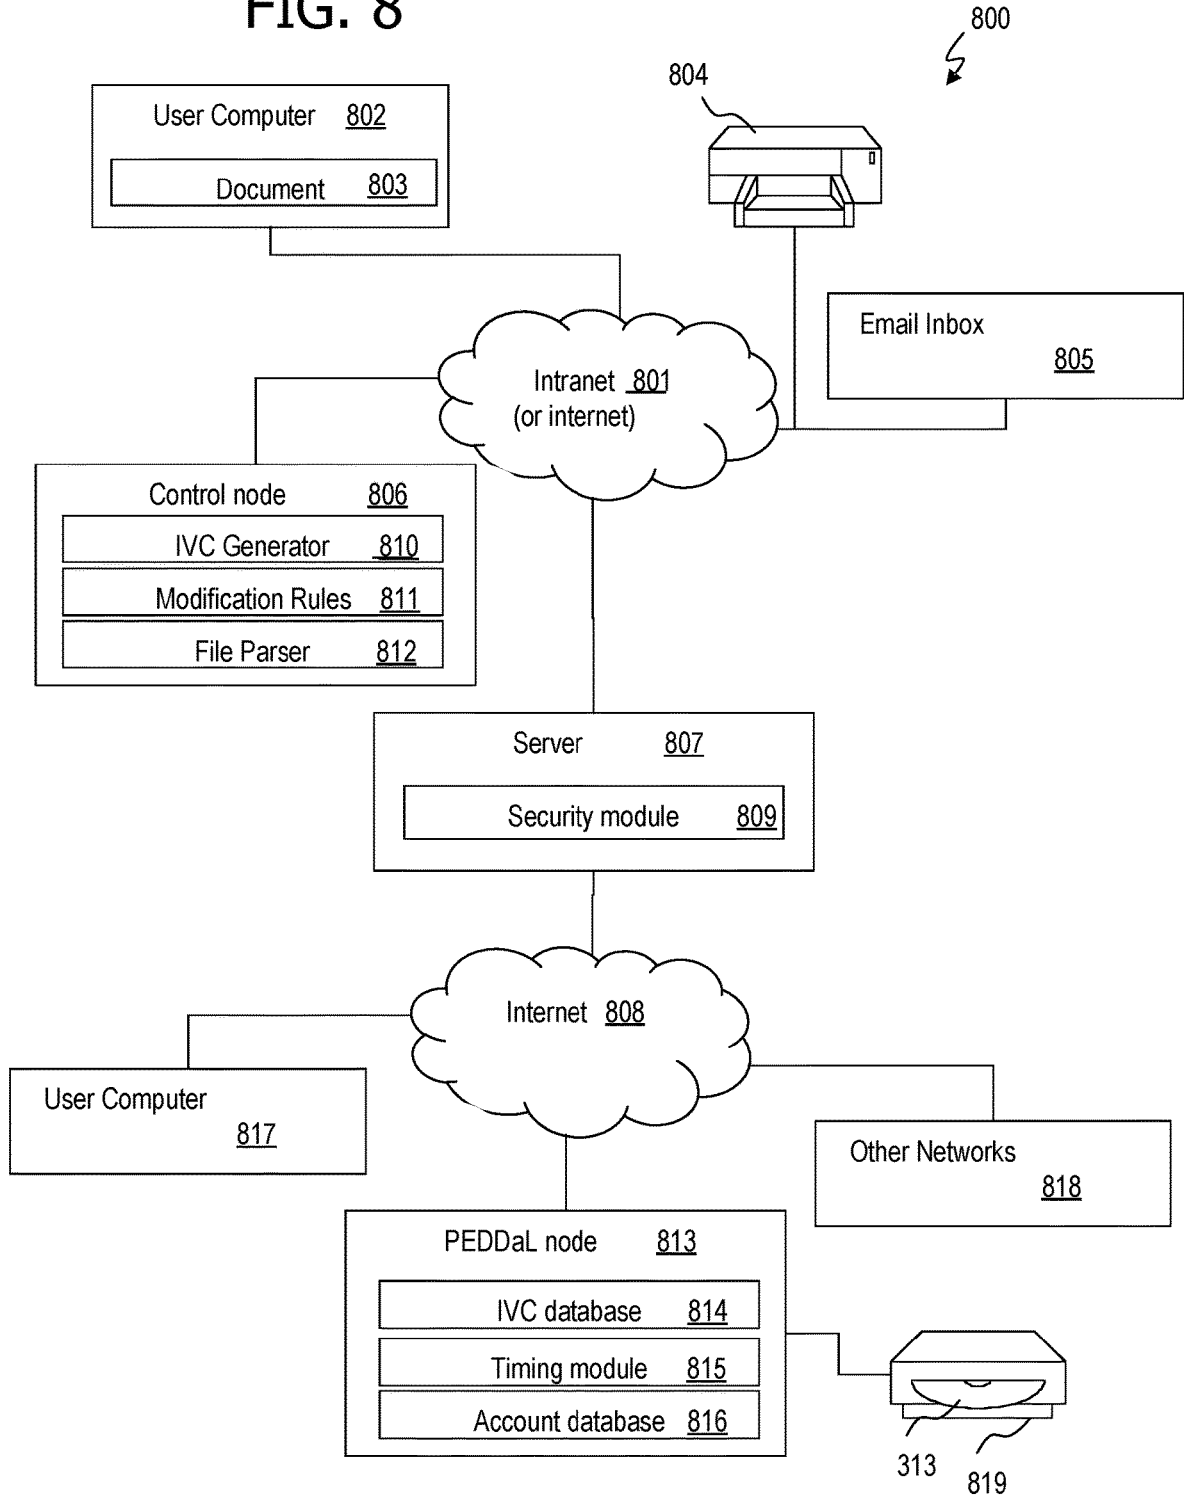 FIG. 8
800
804
User Computer 802
Document 803
Email Inbox
805
Intranet 801
(or internet)
Control node 806
IVC Generator 810
Modification Rules 811
File Parser 812
Server 807
Security module 809
Internet 808
User Computer
817
Other Networks
818
PEDDaL node 813
IVC database 814
Timing module 815
Account database 816
313
819